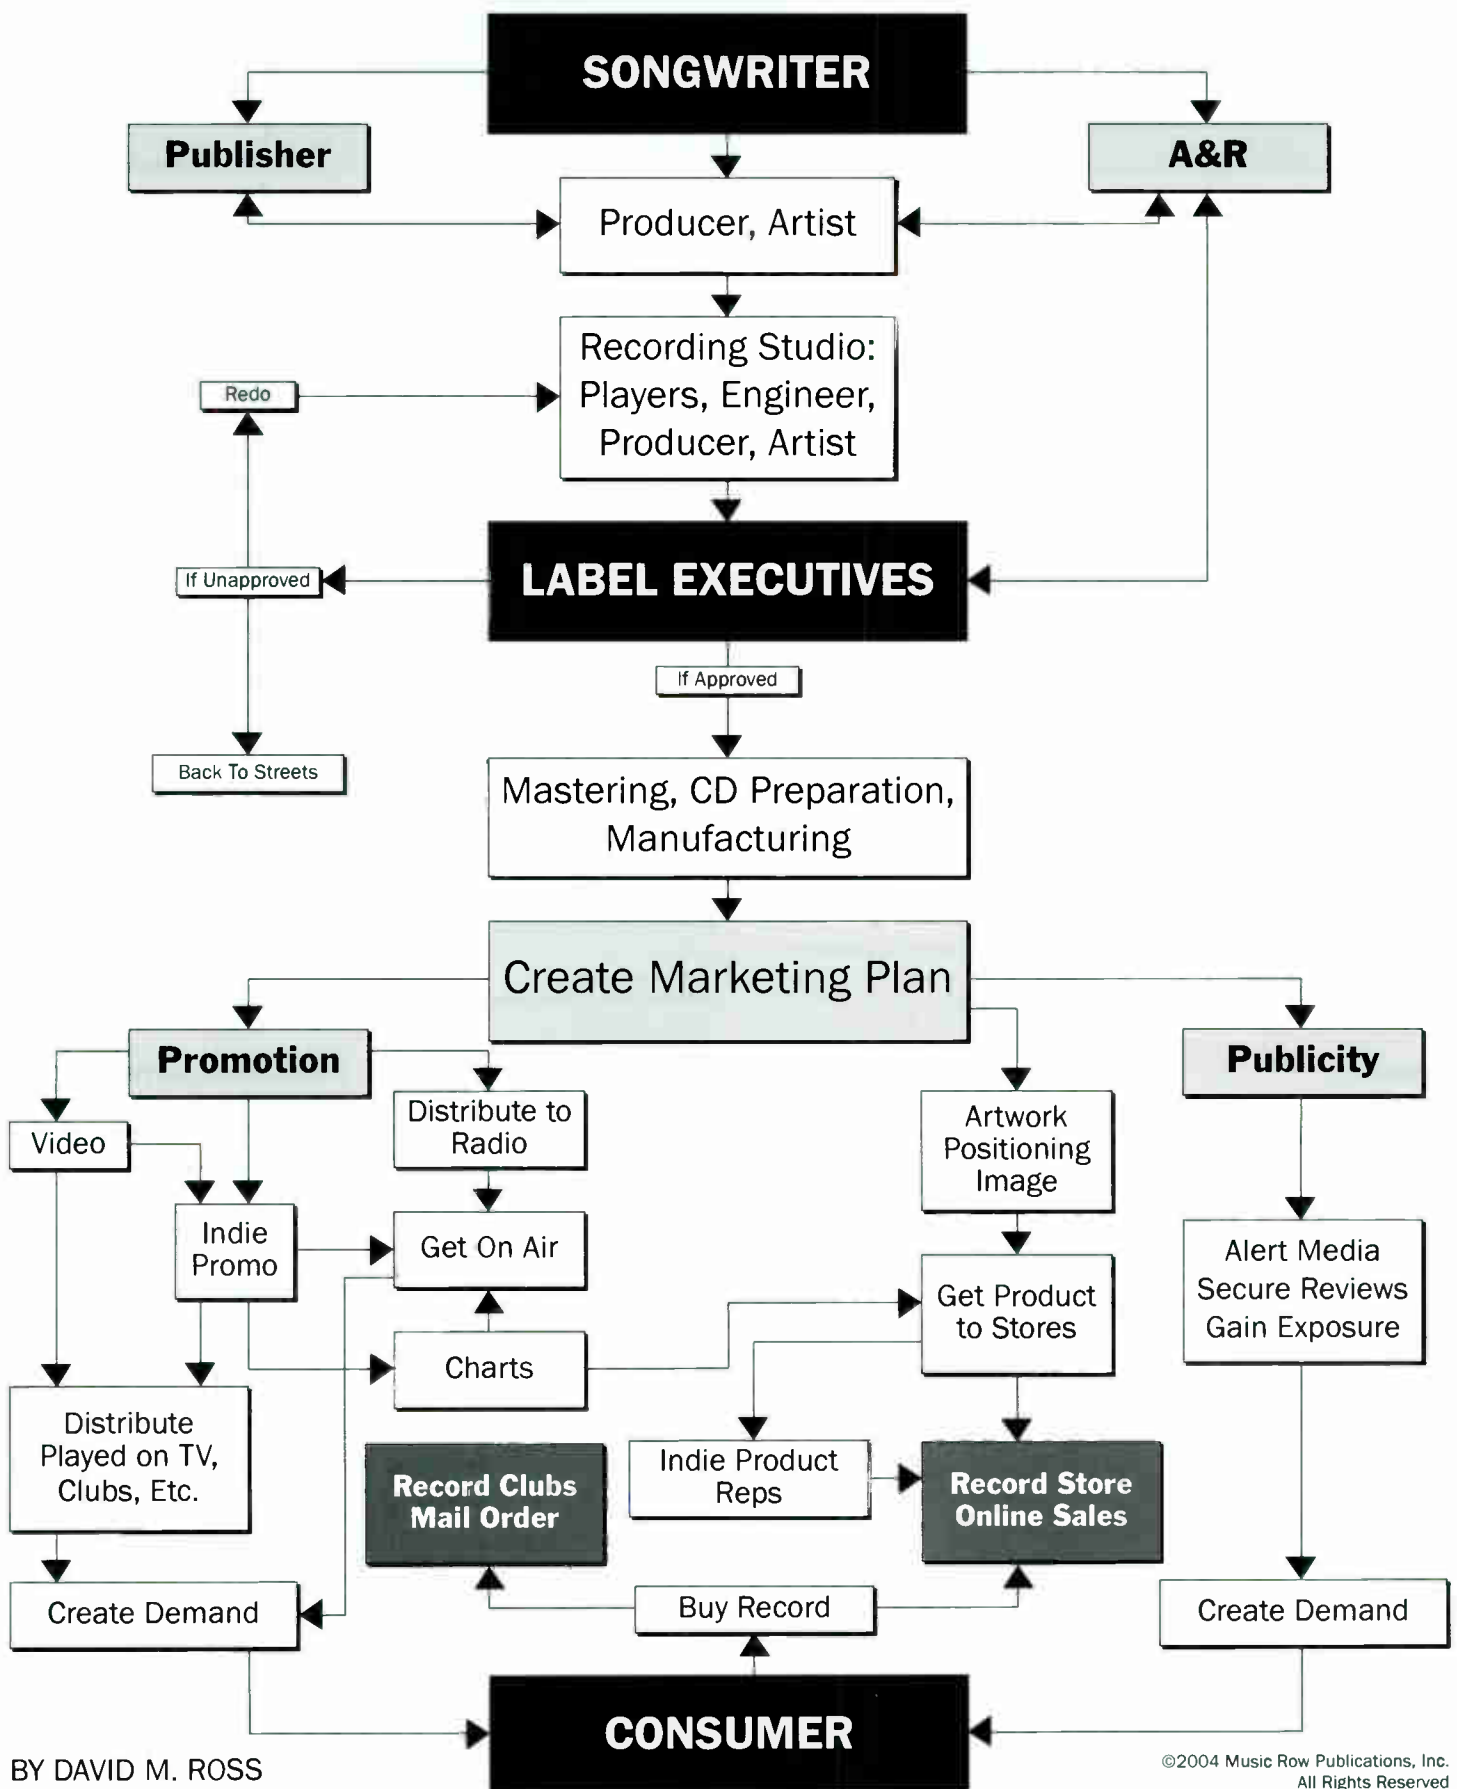 SONGWRITER
Publisher
A&R
Producer, Artist
Recording Studio:
Players, Engineer,
Producer, Artist
Redo
If Unapproved
LABEL EXECUTIVES
If Approved
Back To Streets
Mastering, CD Preparation,
Manufacturing
Create Marketing Plan
Promotion
Publicity
Video
Distribute to
Radio
Artwork
Positioning
Image
Indie
Promo
Get On Air
Get Product
to Stores
Alert Media
Secure Reviews
Gain Exposure
Charts
Distribute
Played on TV,
Clubs, Etc.
Record Clubs
Mail Order
Indie Product
Reps
Record Store
Online Sales
Create Demand
Buy Record
Create Demand
CONSUMER
BY DAVID M. ROSS
©2004 Music Row Publications, Inc.
All Rights Reserved